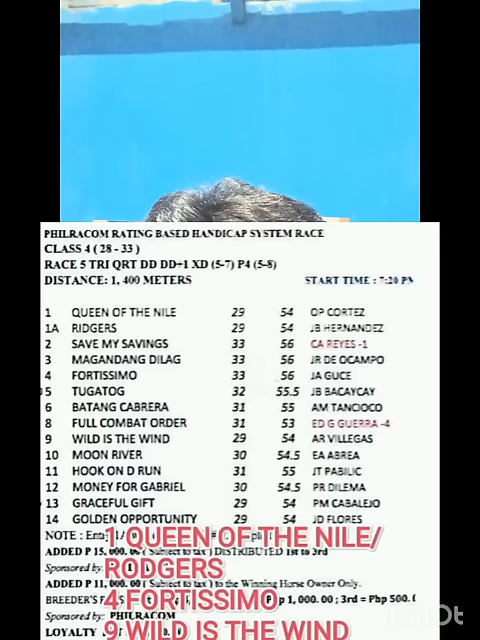 PHILRACOM RATING BASED HANDICAP SYSTEM RACE
CLASS 4 ( 28 - 33 )
RACE 5 TRI QRT DD DD+1 XD (5-7) P4 (5-8)
DISTANCE: 1, 400 METERS START TIME : 7:20 PM
1 QUEEN OF THE NILE 29 54 OP CORTEZ
1A RIDGERS 29 54 JB HERNANDEZ
2 SAVE MY SAVINGS 33 56 CA REYES -1
3 MAGANDANG DILAG 33 56 JR DE OCAMPO
4 FORTISSIMO 33 56 JA GUCE
5 TUGATOG 32 55.5 JB BACAYCAY
6 BATANG CABRERA 31 55 AM TANCIOCO
8 FULL COMBAT ORDER 31 53 ED G GUERRA -4
9 WILD IS THE WIND 29 54 AR VILLEGAS
10 MOON RIVER 30 54.5 EA ABREA
11 HOOK ON D RUN 31 55 JT PABILIC
12 MONEY FOR GABRIEL 30 54.5 PR DILEMA
13 GRACEFUL GIFT 29 54 PM CABALEJO
14 GOLDEN OPPORTUNITY 29 54 JD FLORES
NOTE :
1 QUEEN OF THE NILE/
ADDED P 15, 000. 00 ( Subject to tax ) DISTRIBUTED 1st to 3rd
Sponsored by:
RODGERS
ADDED P 11, 000. 00 ( Subject to tax ) to the Winning Horse Owner Only.
4 FORTISSIMO
BREEDER'S 1, 000.00 ; 3rd = Php 500.
Sponsored by: PHILRACOM
9 WILD IS THE WIND
LOYALTY